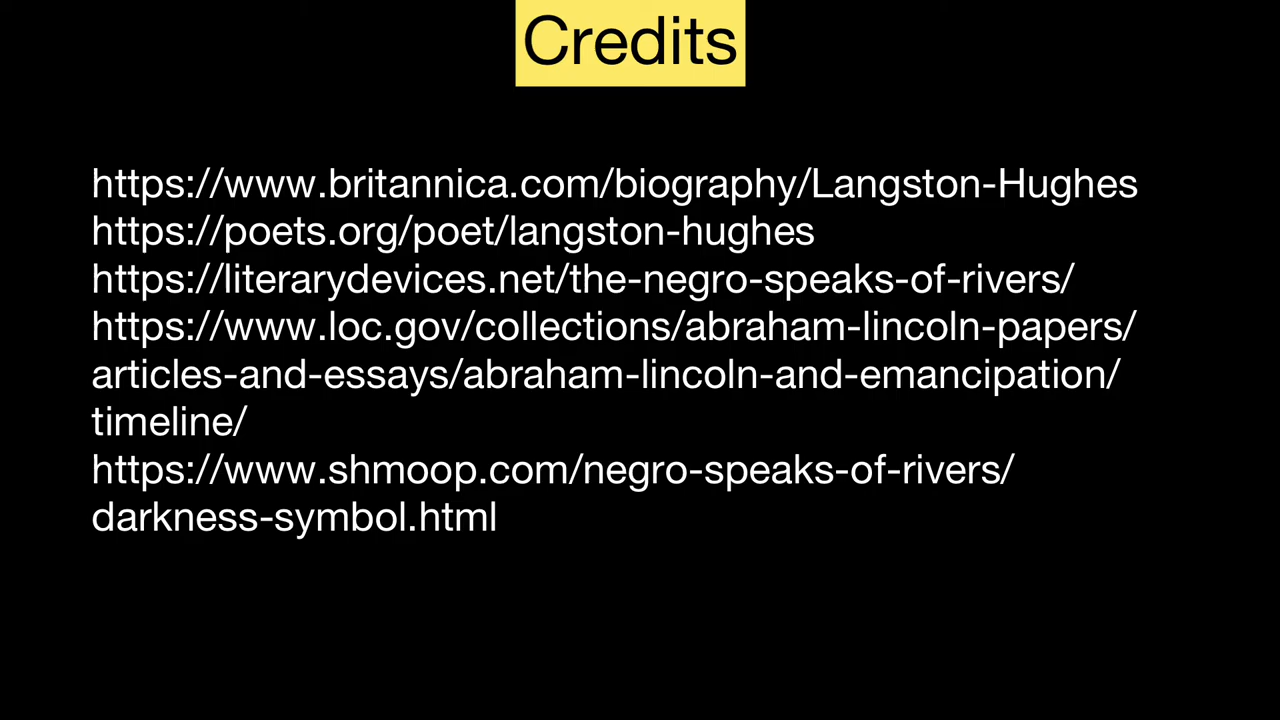 Credits
https://www.britannica.com/biography/Langston-Hughes
https://poets.org/poet/langston-hughes
https://literarydevices.net/the-negro-speaks-of-rivers/
https://www.loc.gov/collections/abraham-lincoln-papers/
articles-and-essays/abraham-lincoln-and-emancipation/
timeline/
https://www.shmoop.com/negro-speaks-of-rivers/
darkness-symbol.html